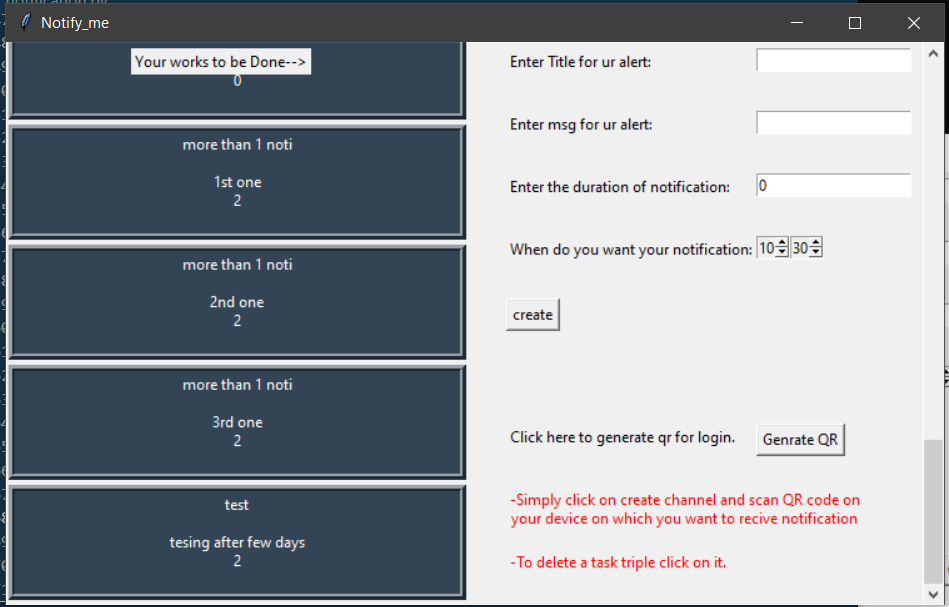 Notify_me
Your works to be Done-->
0
more than 1 noti
1st one
2
more than 1 noti
2nd one
2
more than 1 noti
3rd one
2
test
tesing after few days
2
Enter Title for ur alert:
Enter msg for ur alert:
Enter the duration of notification: 0
When do you want your notification: 10 30
create
Click here to generate qr for login. Genrate QR
-Simply click on create channel and scan QR code on
your device on which you want to recive notification
-To delete a task triple click on it.